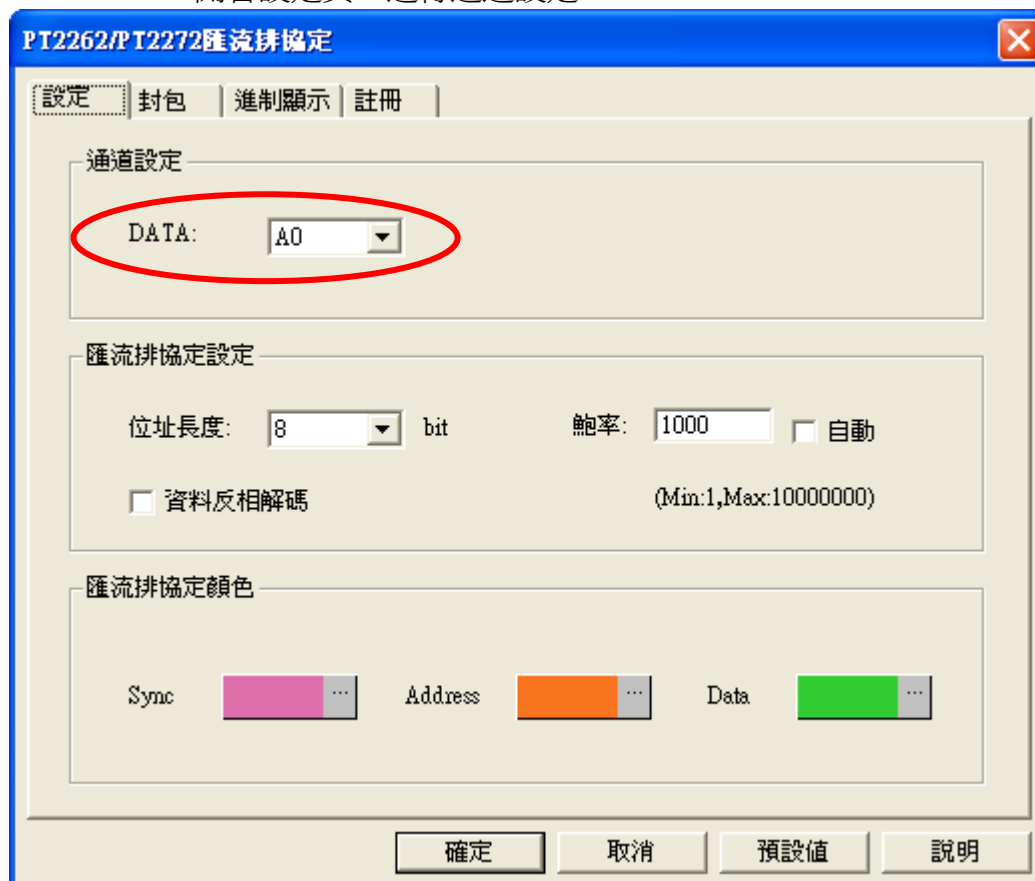 PT2262/PT2272匯流排協定
設定 封包 進制顯示 註冊
通道設定
DATA: A0
匯流排協定設定
位址長度: 8 bit 鮑率: 1000 自動
資料反相解碼 (Min:1,Max:10000000)
匯流排協定顏色
Sync ... Address ... Data ...
確定 取消 預設值 說明